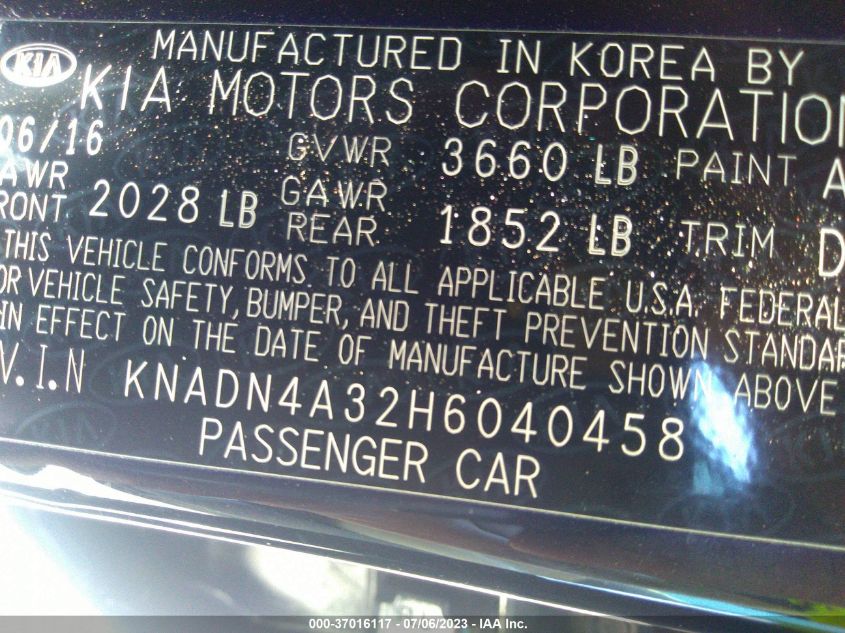 KIA
MANUFACTURED IN KOREA BY
KIA MOTORS CORPORATION
06/16 GVWR 3660 LB PAINT A
AWR
RONT 2028 LB GAWR
REAR 1852 LB TRIM D
THIS VEHICLE CONFORMS TO ALL APPLICABLE U.S.A. FEDERAL
OR VEHICLE SAFETY, BUMPER, AND THEFT PREVENTION STANDAR
IN EFFECT ON THE DATE OF MANUFACTURE SHOWN ABOVE
V.I.N KNADN4A32H6040458
PASSENGER CAR
000-37016117 - 07/06/2023 - IAA Inc.